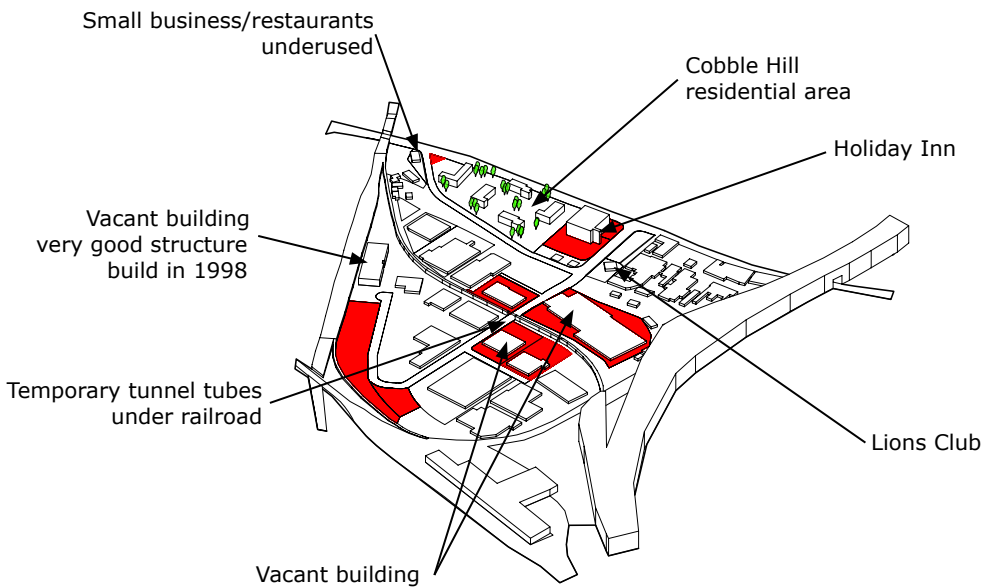 Small business/restaurants
underused
Cobble Hill
residential area
Holiday Inn
Vacant building
very good structure
build in 1998
Temporary tunnel tubes
under railroad
Lions Club
Vacant building